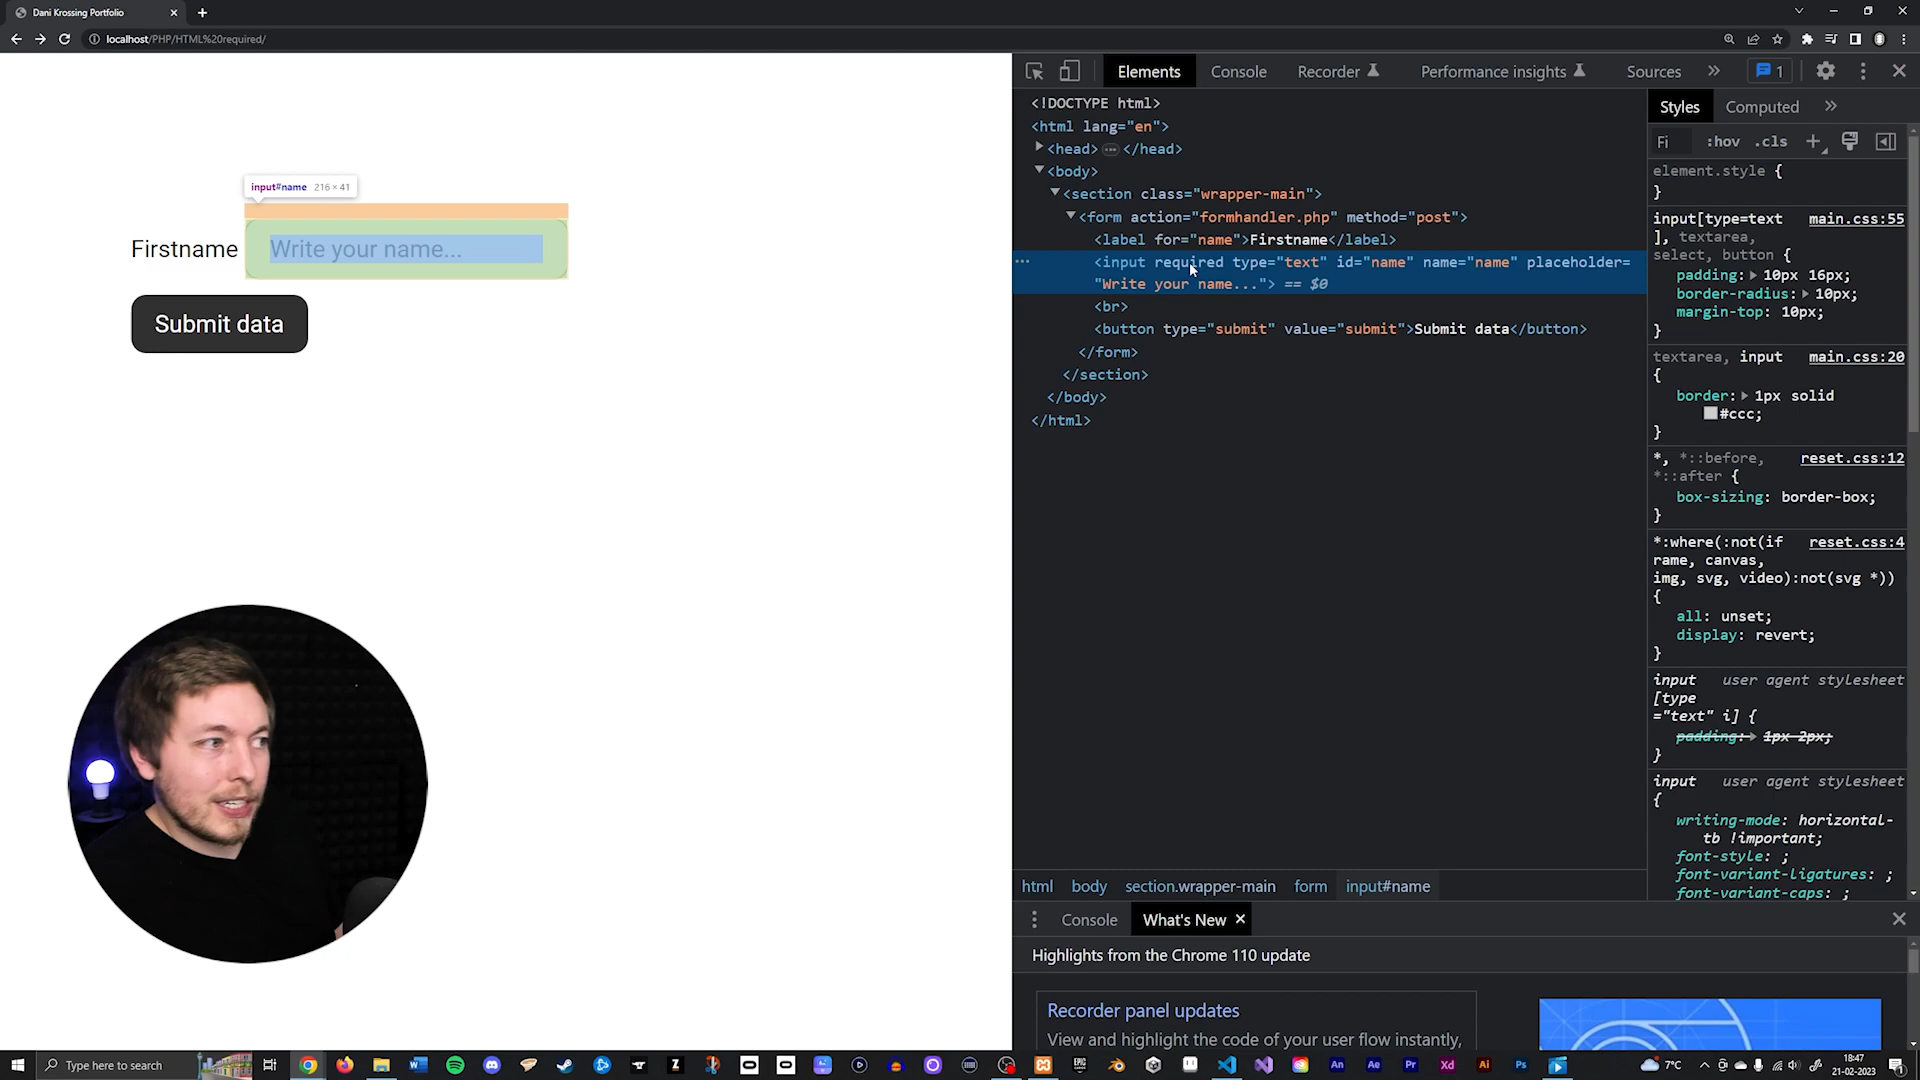 Dani Krossing Portfolio
localhost/PHP/HTML%20required/
input#name 216 × 41
Firstname
Write your name...
Submit data
Elements
Console
Recorder
Performance insights
Sources
1
<!DOCTYPE html>
<html lang="en">
<head> ⋯ </head>
<body>
<section class="wrapper-main">
<form action="formhandler.php" method="post">
<label for="name">Firstname</label>
<input required type="text" id="name" name="name" placeholder=
"Write your name..."> == $0
<br>
<button type="submit" value="submit">Submit data</button>
</form>
</section>
</body>
</html>
html body section.wrapper-main form input#name
Styles Computed
Fi :hov .cls
element.style {
}
input[type=text main.css:55
], textarea,
select, button {
padding: 10px 16px;
border-radius: 10px;
margin-top: 10px;
}
textarea, input main.css:20
{
border: 1px solid
#ccc;
}
*, *::before, reset.css:12
*::after {
box-sizing: border-box;
}
*:where(:not(if reset.css:4
rame, canvas,
img, svg, video):not(svg *))
{
all: unset;
display: revert;
}
input user agent stylesheet
[type
="text" i] {
padding: 1px 2px;
}
input user agent stylesheet
{
writing-mode: horizontal-
tb !important;
font-style: ;
font-variant-ligatures: ;
font-variant-caps: ;
Console What's New
Highlights from the Chrome 110 update
Recorder panel updates
View and highlight the code of your user flow instantly,
Type here to search
EPIC
An Ae Pr Xd Ai Ps
7°C
18:47
21-02-2023
1